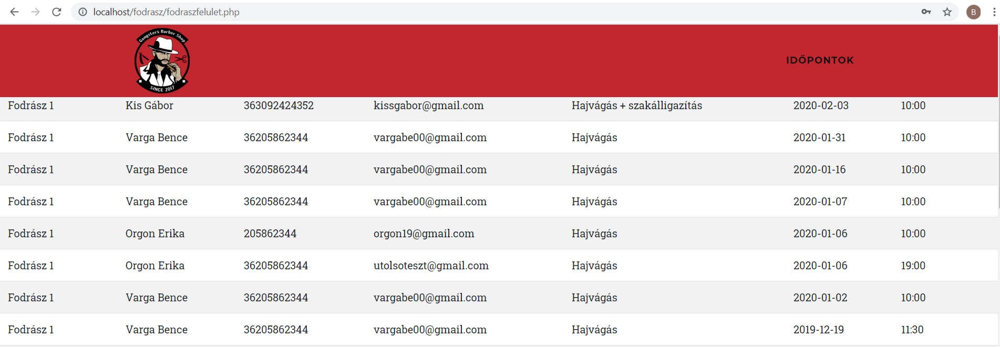 localhost/fodrasz/fodraszfelulet.php
B
Gangster's Barber Shop
SINCE 2017
IDŐPONTOK
Fodrász 1 Kis Gábor 363092424352 kissgabor@gmail.com Hajvágás + szakálligazítás 2020-02-03 10:00
Fodrász 1 Varga Bence 36205862344 vargabe00@gmail.com Hajvágás 2020-01-31 10:00
Fodrász 1 Varga Bence 36205862344 vargabe00@gmail.com Hajvágás 2020-01-16 10:00
Fodrász 1 Varga Bence 36205862344 vargabe00@gmail.com Hajvágás 2020-01-07 10:00
Fodrász 1 Orgon Erika 205862344 orgon19@gmail.com Hajvágás 2020-01-06 10:00
Fodrász 1 Orgon Erika 36205862344 utolsoteszt@gmail.com Hajvágás 2020-01-06 19:00
Fodrász 1 Varga Bence 36205862344 vargabe00@gmail.com Hajvágás 2020-01-02 10:00
Fodrász 1 Varga Bence 36205862344 vargabe00@gmail.com Hajvágás 2019-12-19 11:30